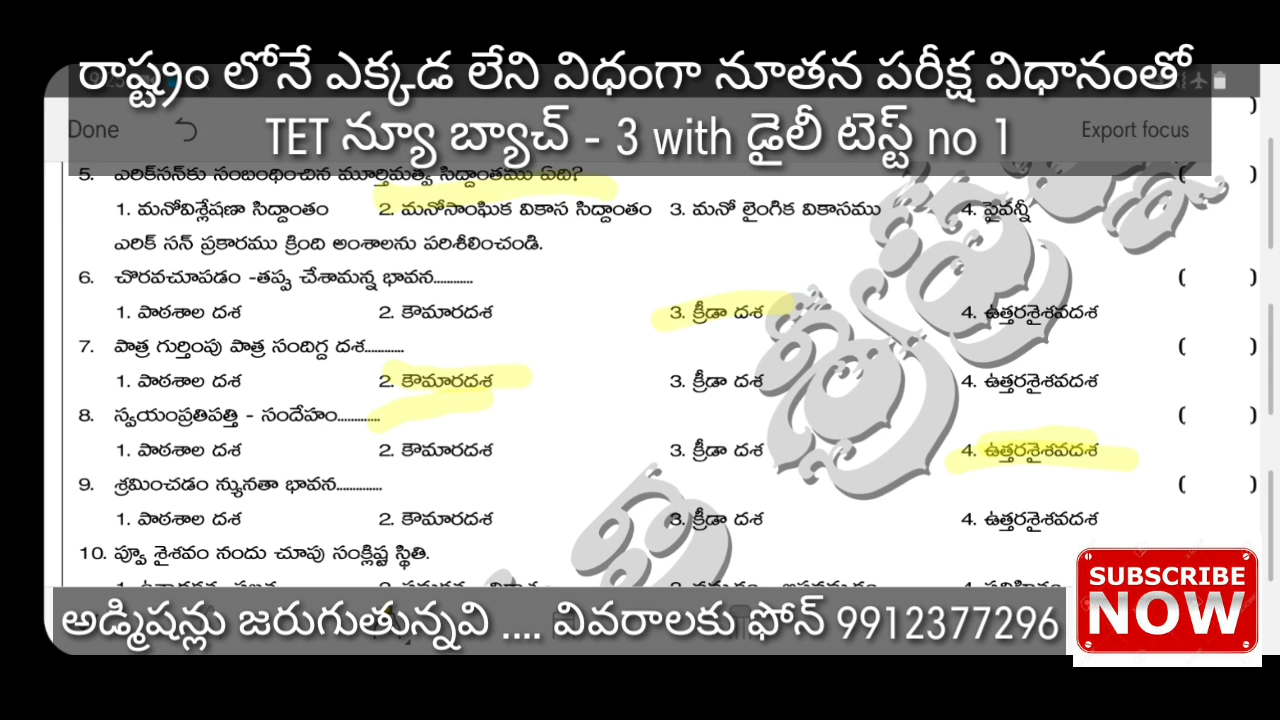 రాష్ట్రం లోనే ఎక్కడ లేని విధంగా నూతన పరీక్ష విధానంతో
TET న్యూ బ్యాచ్ - 3 with డైలీ టెస్ట్ no 1
Done Export focus
5. ఎరిక్‌సన్‌కు సంబంధించిన మూర్తిమత్వ సిద్దాంతము ఏది? ( )
1. మనోవిశ్లేషణా సిద్దాంతం 2. మనోసాంఘిక వికాస సిద్దాంతం 3. మనో లైంగిక వికాసము 4. ఫైవన్నీ
ఎరిక్ సన్ ప్రకారము క్రింది అంశాలను పరిశీలించండి.
6. చొరవచూపడం -తప్పు చేశామన్న భావన............ ( )
1. పాఠశాల దశ 2. కౌమారదశ 3. క్రీడా దశ 4. ఉత్తరశైశవదశ
7. పాత్ర గుర్తింపు పాత్ర సందిగ్ద దశ............ ( )
1. పాఠశాల దశ 2. కౌమారదశ 3. క్రీడా దశ 4. ఉత్తరశైశవదశ
8. స్వయంప్రతిపత్తి - సందేహం............. ( )
1. పాఠశాల దశ 2. కౌమారదశ 3. క్రీడా దశ 4. ఉత్తరశైశవదశ
9. శ్రమించడం న్యునతా భావన.............. ( )
1. పాఠశాల దశ 2. కౌమారదశ 3. క్రీడా దశ 4. ఉత్తరశైశవదశ
10. పూ శైశవం నందు చూపు సంక్లిష్ట స్థితి.
అడ్మిషన్లు జరుగుతున్నవి .... వివరాలకు ఫోన్ 9912377296
SUBSCRIBE
NOW